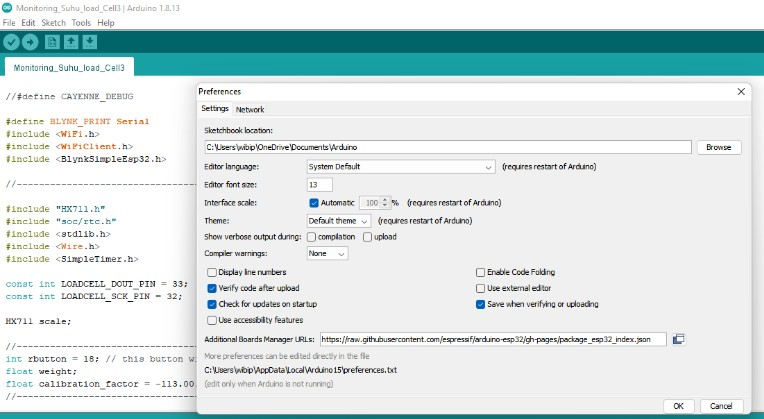 Monitoring_Suhu_load_Cell3 | Arduino 1.8.13
File Edit Sketch Tools Help
Monitoring_Suhu_load_Cell3
//#define CAYENNE_DEBUG
#define BLYNK_PRINT Serial
#include <WiFi.h>
#include <WiFiClient.h>
#include <BlynkSimpleEsp32.h>
#include "HX711.h"
#include "soc/rtc.h"
#include <stdlib.h>
#include <Wire.h>
#include <SimpleTimer.h>
const int LOADCELL_DOUT_PIN = 33;
const int LOADCELL_SCK_PIN = 32;
HX711 scale;
int rbutton = 18; // this button w
float weight;
float calibration_factor = -113.00
Preferences
Settings Network
Sketchbook location:
C:\Users\wibip\OneDrive\Documents\Arduino
Browse
Editor language: System Default (requires restart of Arduino)
Editor font size: 13
Interface scale: Automatic 100 % (requires restart of Arduino)
Theme: Default theme (requires restart of Arduino)
Show verbose output during: compilation upload
Compiler warnings: None
Display line numbers Enable Code Folding
Verify code after upload Use external editor
Check for updates on startup Save when verifying or uploading
Use accessibility features
Additional Boards Manager URLs: https://raw.githubusercontent.com/espressif/arduino-esp32/gh-pages/package_esp32_index.json
More preferences can be edited directly in the file
C:\Users\wibip\AppData\Local\Arduino15\preferences.txt
(edit only when Arduino is not running)
OK Cancel